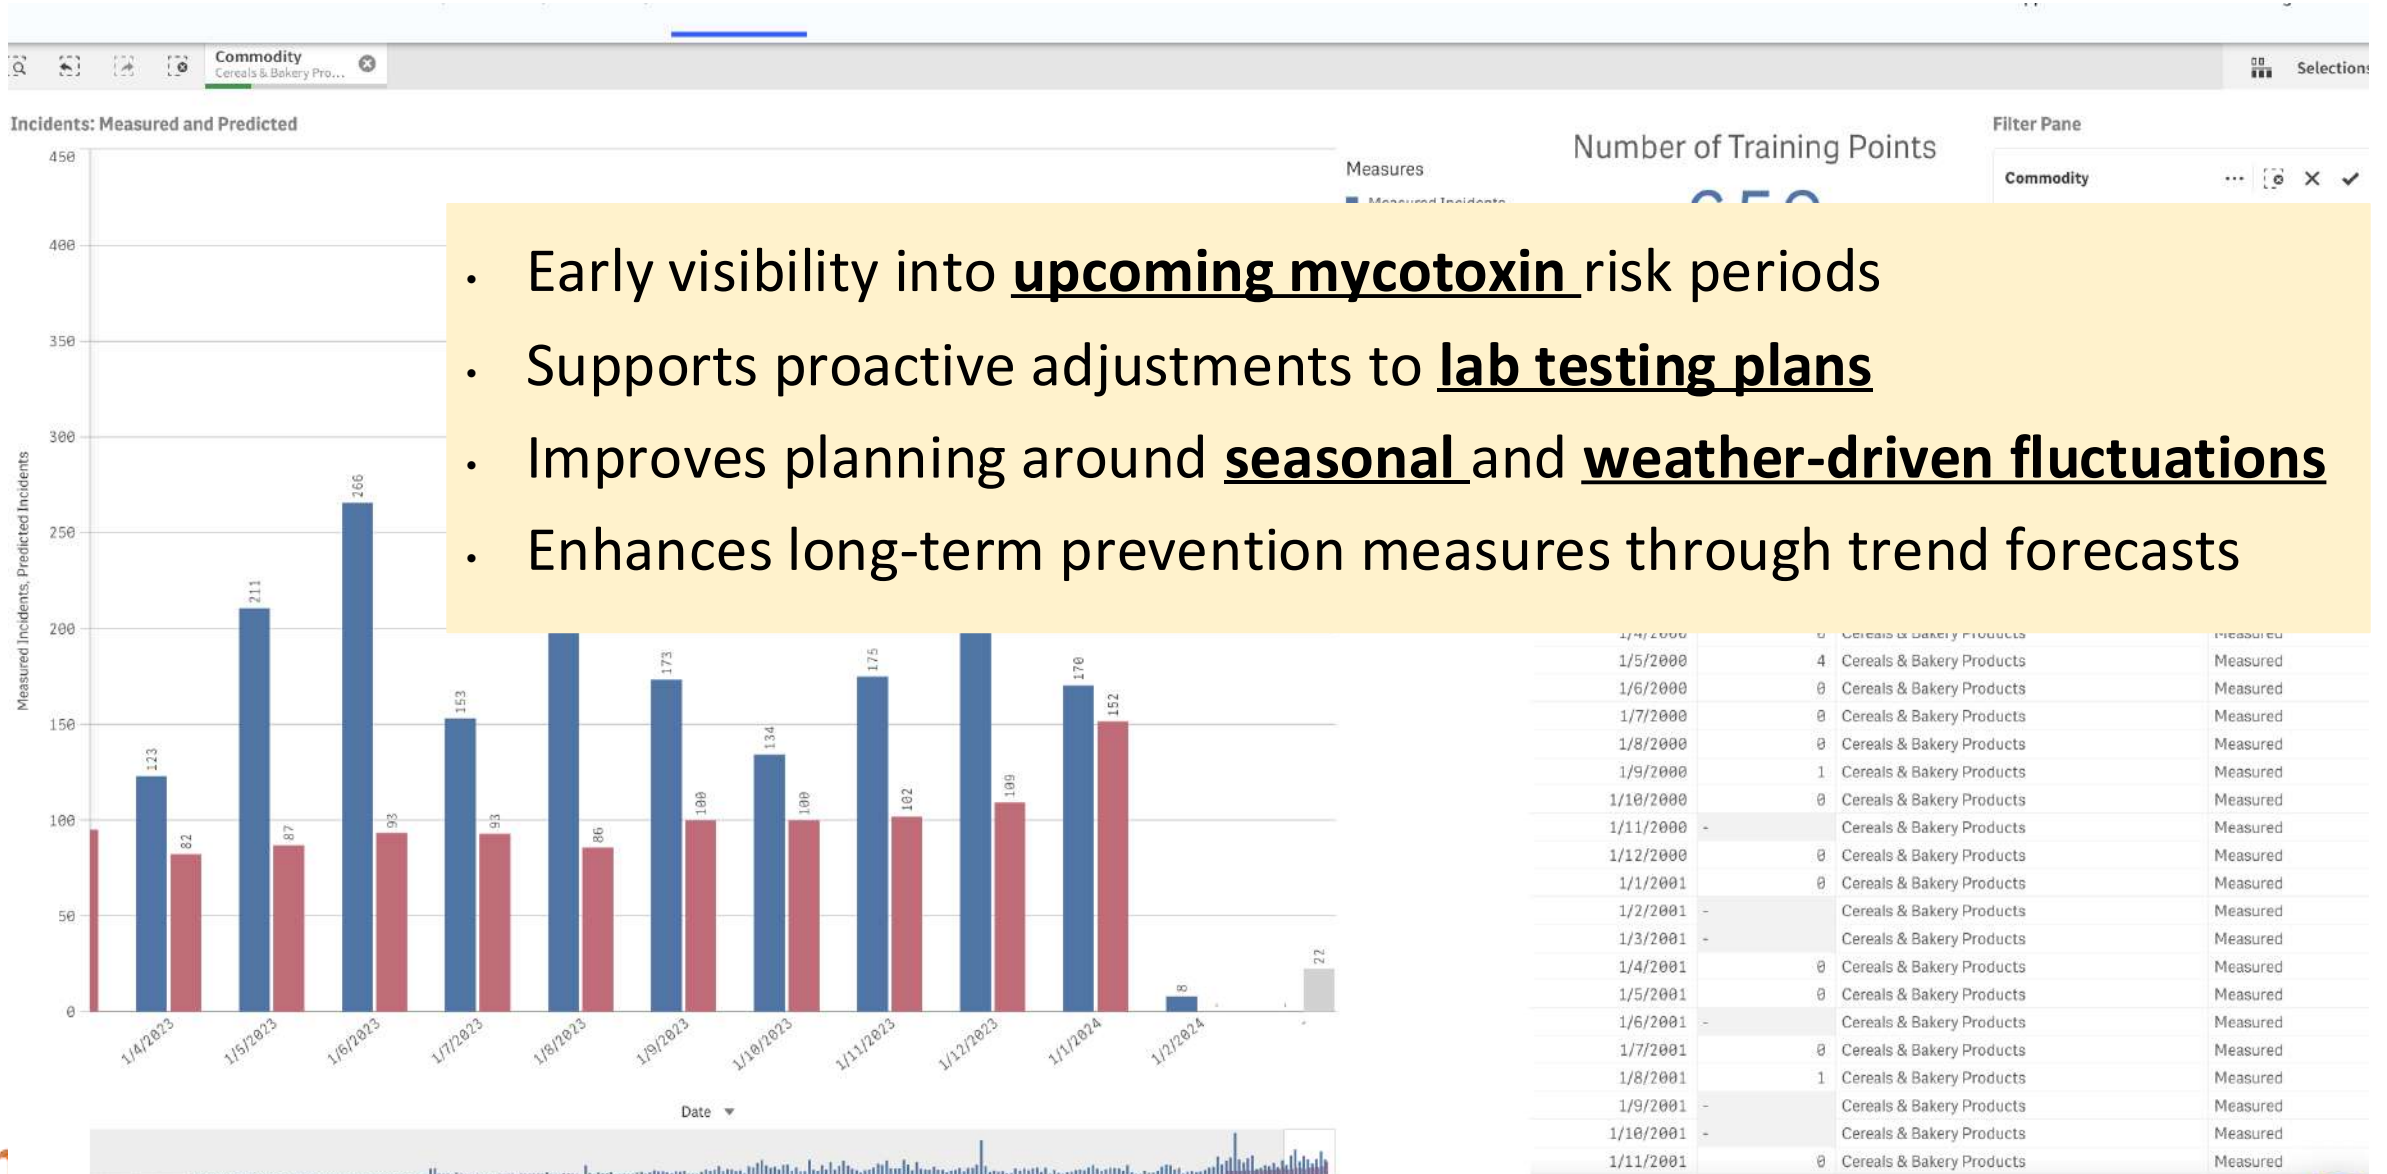 Commodity
Cereals & Bakery Pro...
Selections
Incidents: Measured and Predicted
Number of Training Points
Filter Pane
Measures
Commodity
Measured Incidents
• Early visibility into upcoming mycotoxin risk periods
• Supports proactive adjustments to lab testing plans
• Improves planning around seasonal and weather-driven fluctuations
• Enhances long-term prevention measures through trend forecasts
Measured Incidents, Predicted Incidents
450
400
350
300
250
200
150
100
50
0
123
82
211
87
266
93
153
93
86
173
100
134
100
175
102
109
170
152
8
22
1/4/2023
1/5/2023
1/6/2023
1/7/2023
1/8/2023
1/9/2023
1/10/2023
1/11/2023
1/12/2023
1/1/2024
1/2/2024
-
Date
1/4/2000 0 Cereals & Bakery Products Measured
1/5/2000 4 Cereals & Bakery Products Measured
1/6/2000 0 Cereals & Bakery Products Measured
1/7/2000 0 Cereals & Bakery Products Measured
1/8/2000 0 Cereals & Bakery Products Measured
1/9/2000 1 Cereals & Bakery Products Measured
1/10/2000 0 Cereals & Bakery Products Measured
1/11/2000 - Cereals & Bakery Products Measured
1/12/2000 0 Cereals & Bakery Products Measured
1/1/2001 0 Cereals & Bakery Products Measured
1/2/2001 - Cereals & Bakery Products Measured
1/3/2001 - Cereals & Bakery Products Measured
1/4/2001 0 Cereals & Bakery Products Measured
1/5/2001 0 Cereals & Bakery Products Measured
1/6/2001 - Cereals & Bakery Products Measured
1/7/2001 0 Cereals & Bakery Products Measured
1/8/2001 1 Cereals & Bakery Products Measured
1/9/2001 - Cereals & Bakery Products Measured
1/10/2001 - Cereals & Bakery Products Measured
1/11/2001 0 Cereals & Bakery Products Measured